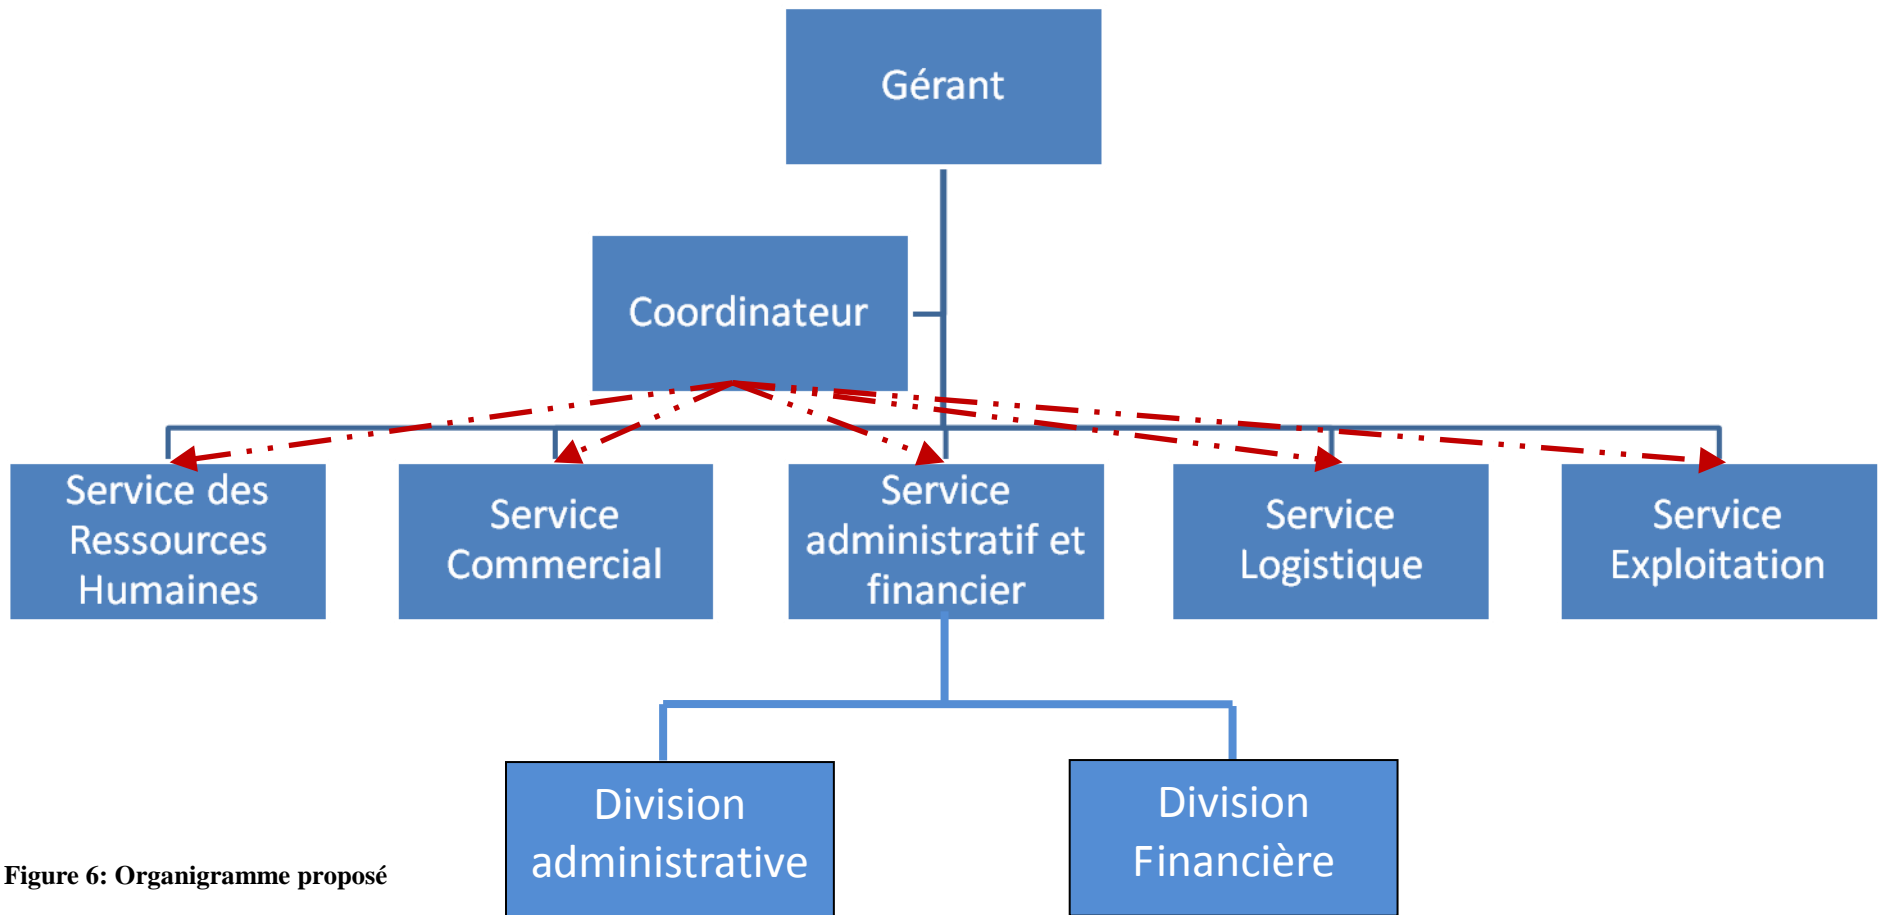 Gérant
Coordinateur
Service des
Ressources
Humaines
Service
Commercial
Service
administratif et
financier
Service
Logistique
Service
Exploitation
Division
administrative
Division
Financière
Figure 6: Organigramme proposé